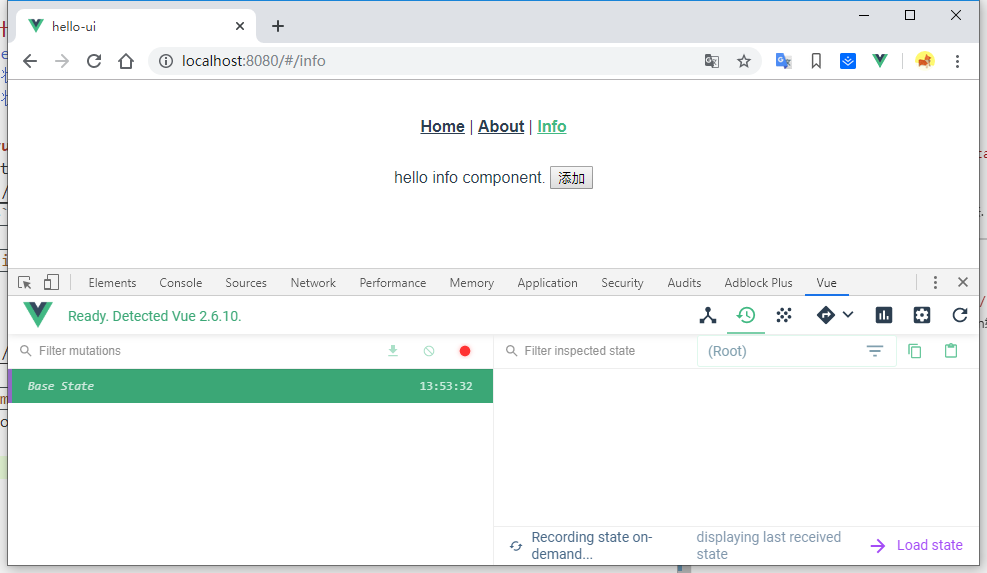 hello-ui
localhost:8080/#/info
Home | About | Info
hello info component. 添加
Elements Console Sources Network Performance Memory Application Security Audits Adblock Plus Vue
Ready. Detected Vue 2.6.10.
Filter mutations
Filter inspected state
(Root)
Base State 13:53:32
Recording state on-
demand...
displaying last received
state
Load state